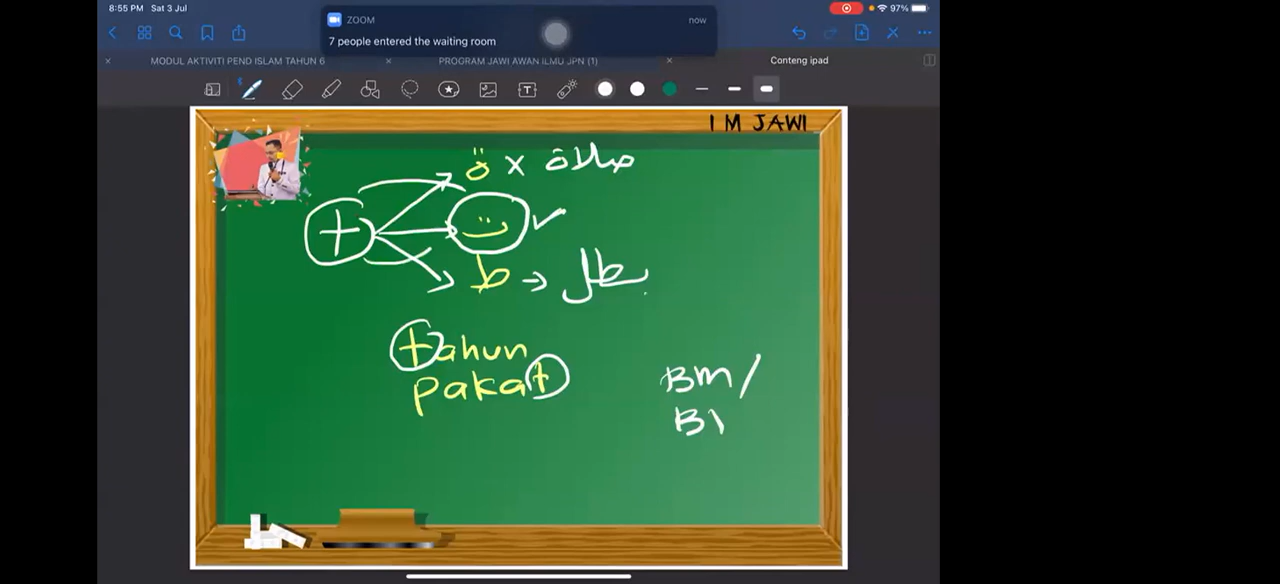 8:55 PM Sat 3 Jul
97%
ZOOM
now
7 people entered the waiting room
MODUL AKTIVITI PEND ISLAM TAHUN 6
PROGRAM JAWI AWAN ILMU JPN (1)
Conteng ipad
I M JAWI
ة x صلاة
t ت
ط
tahun
pakat
BM/
BI